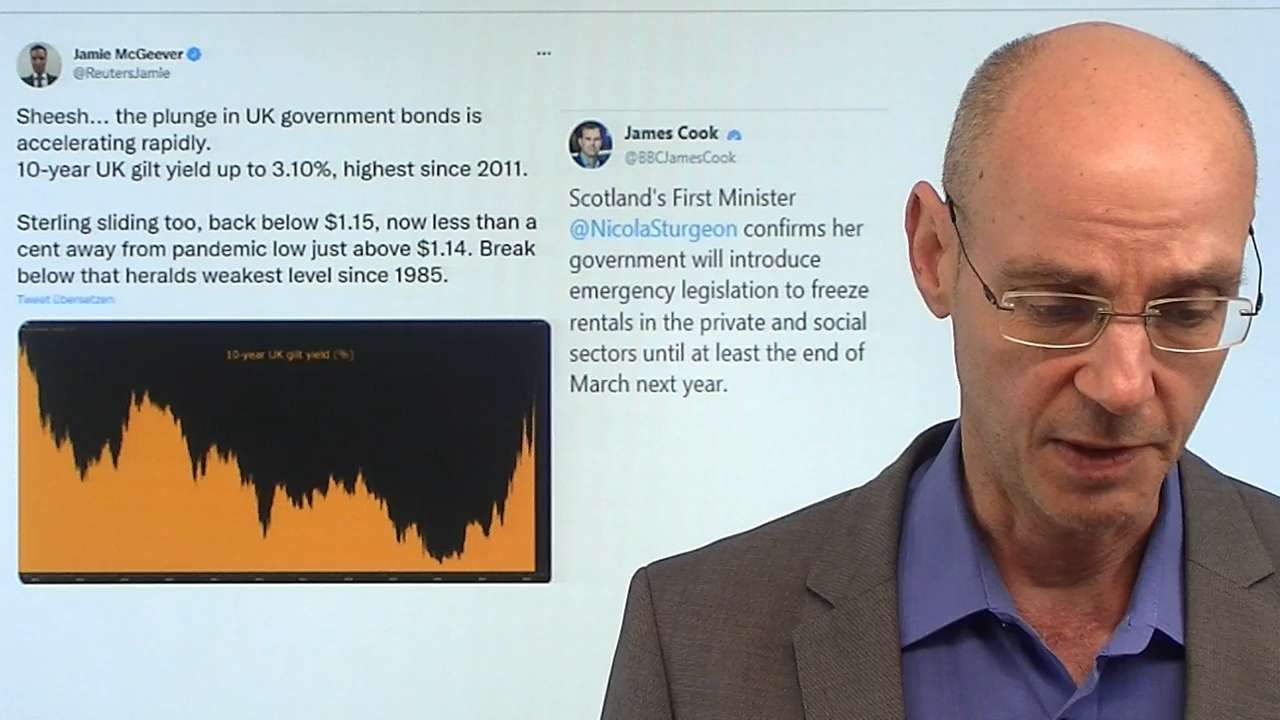 Jamie McGeever
@ReutersJamie
Sheesh... the plunge in UK government bonds is
accelerating rapidly.
10-year UK gilt yield up to 3.10%, highest since 2011.
Sterling sliding too, back below $1.15, now less than a
cent away from pandemic low just above $1.14. Break
below that heralds weakest level since 1985.
Tweet übersetzen
10-year UK gilt yield (%)
James Cook
@BBCJamesCook
Scotland's First Minister
@NicolaSturgeon confirms her
government will introduce
emergency legislation to freeze
rentals in the private and social
sectors until at least the end of
March next year.